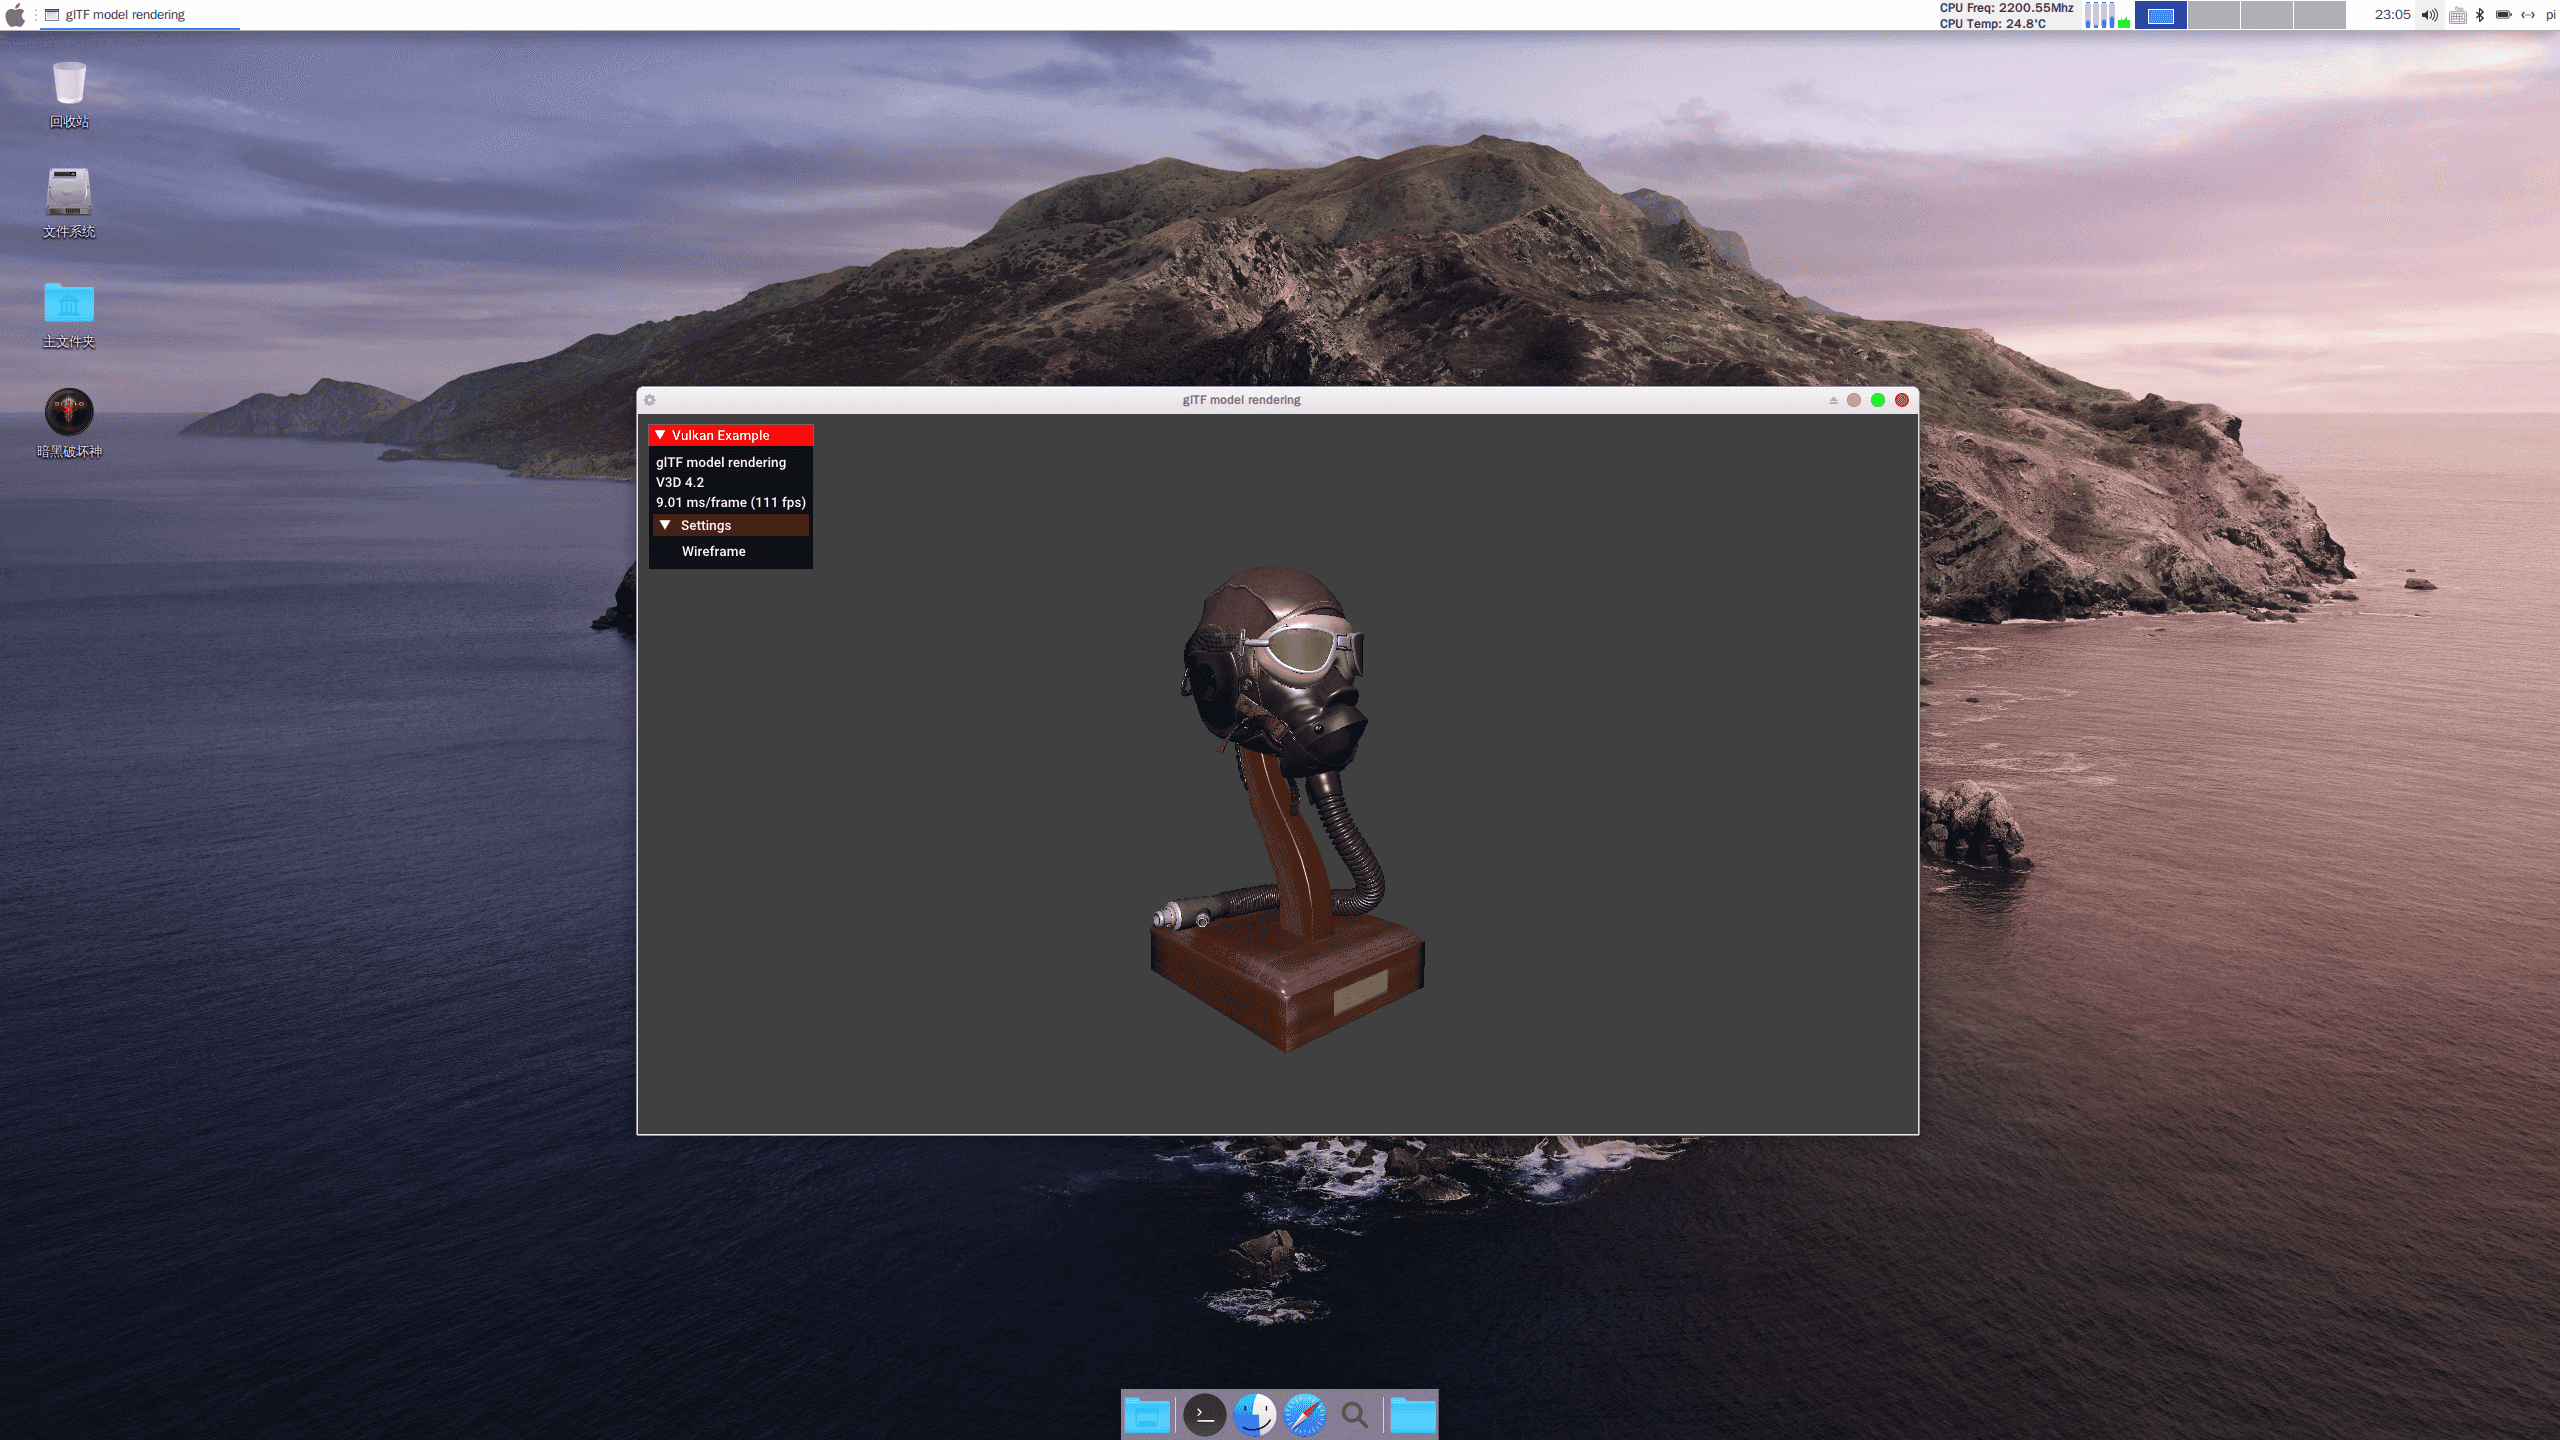 glTF model rendering
CPU Freq: 2200.55Mhz
CPU Temp: 24.8'C
23:05
pi
回收站
文件系统
主文件夹
DIABLO
暗黑破坏神
glTF model rendering
Vulkan Example
glTF model rendering
V3D 4.2
9.01 ms/frame (111 fps)
Settings
Wireframe